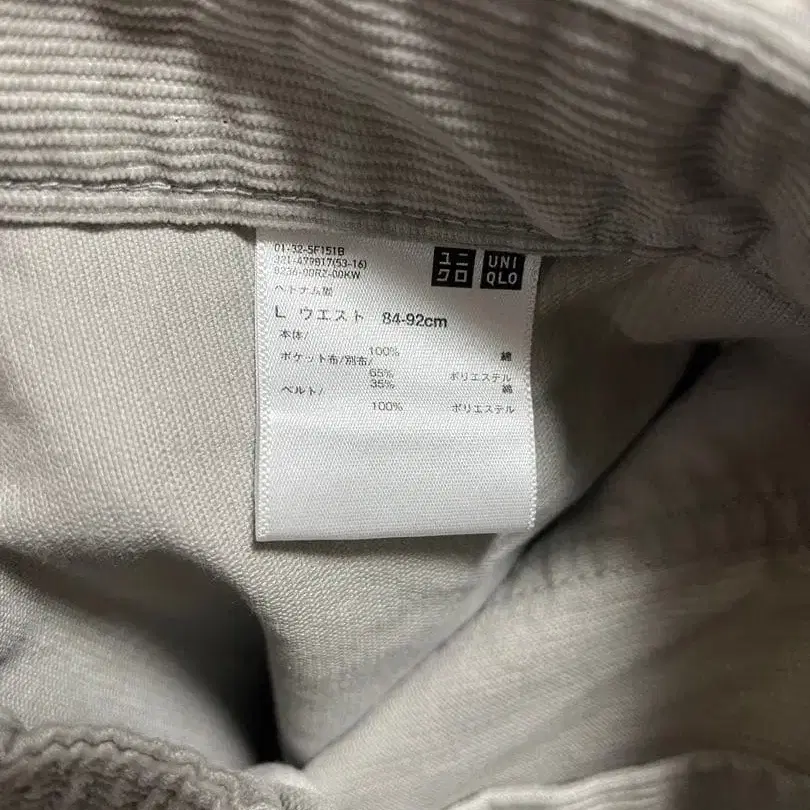 01-32-5F151B
321-479817(53-16)
0236-00RZ-00KW
ユニ
クロ
UNI
QLO
ベトナム製
L ウエスト 84-92cm
本体/
100% 綿
ポケット布/別布/
65% ポリエステル
35% 綿
ベルト/
100% ポリエステル